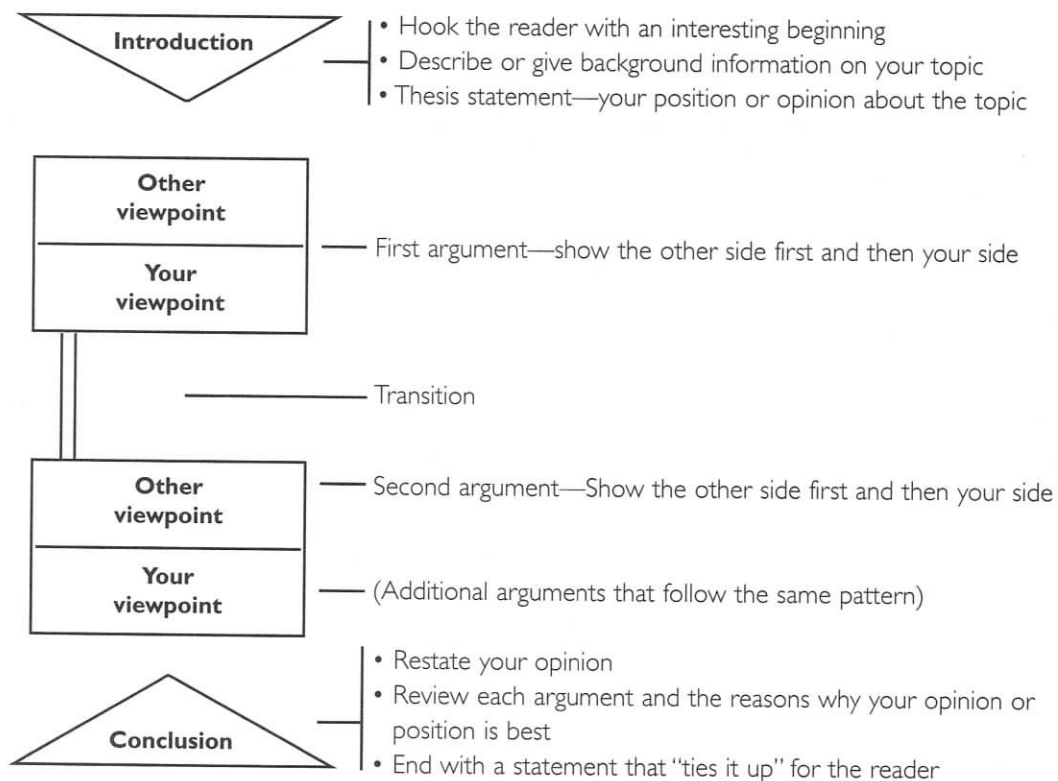 Introduction
• Hook the reader with an interesting beginning
• Describe or give background information on your topic
• Thesis statement—your position or opinion about the topic
Other
viewpoint
Your
viewpoint
First argument—show the other side first and then your side
Transition
Other
viewpoint
Second argument—Show the other side first and then your side
Your
viewpoint
(Additional arguments that follow the same pattern)
Conclusion
• Restate your opinion
• Review each argument and the reasons why your opinion or
position is best
• End with a statement that “ties it up” for the reader